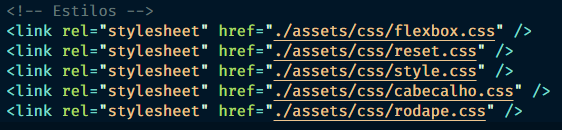 <!-- Estilos -->
<link rel="stylesheet" href="./assets/css/flexbox.css" />
<link rel="stylesheet" href="./assets/css/reset.css" />
<link rel="stylesheet" href="./assets/css/style.css" />
<link rel="stylesheet" href="./assets/css/cabecalho.css" />
<link rel="stylesheet" href="./assets/css/rodape.css" />